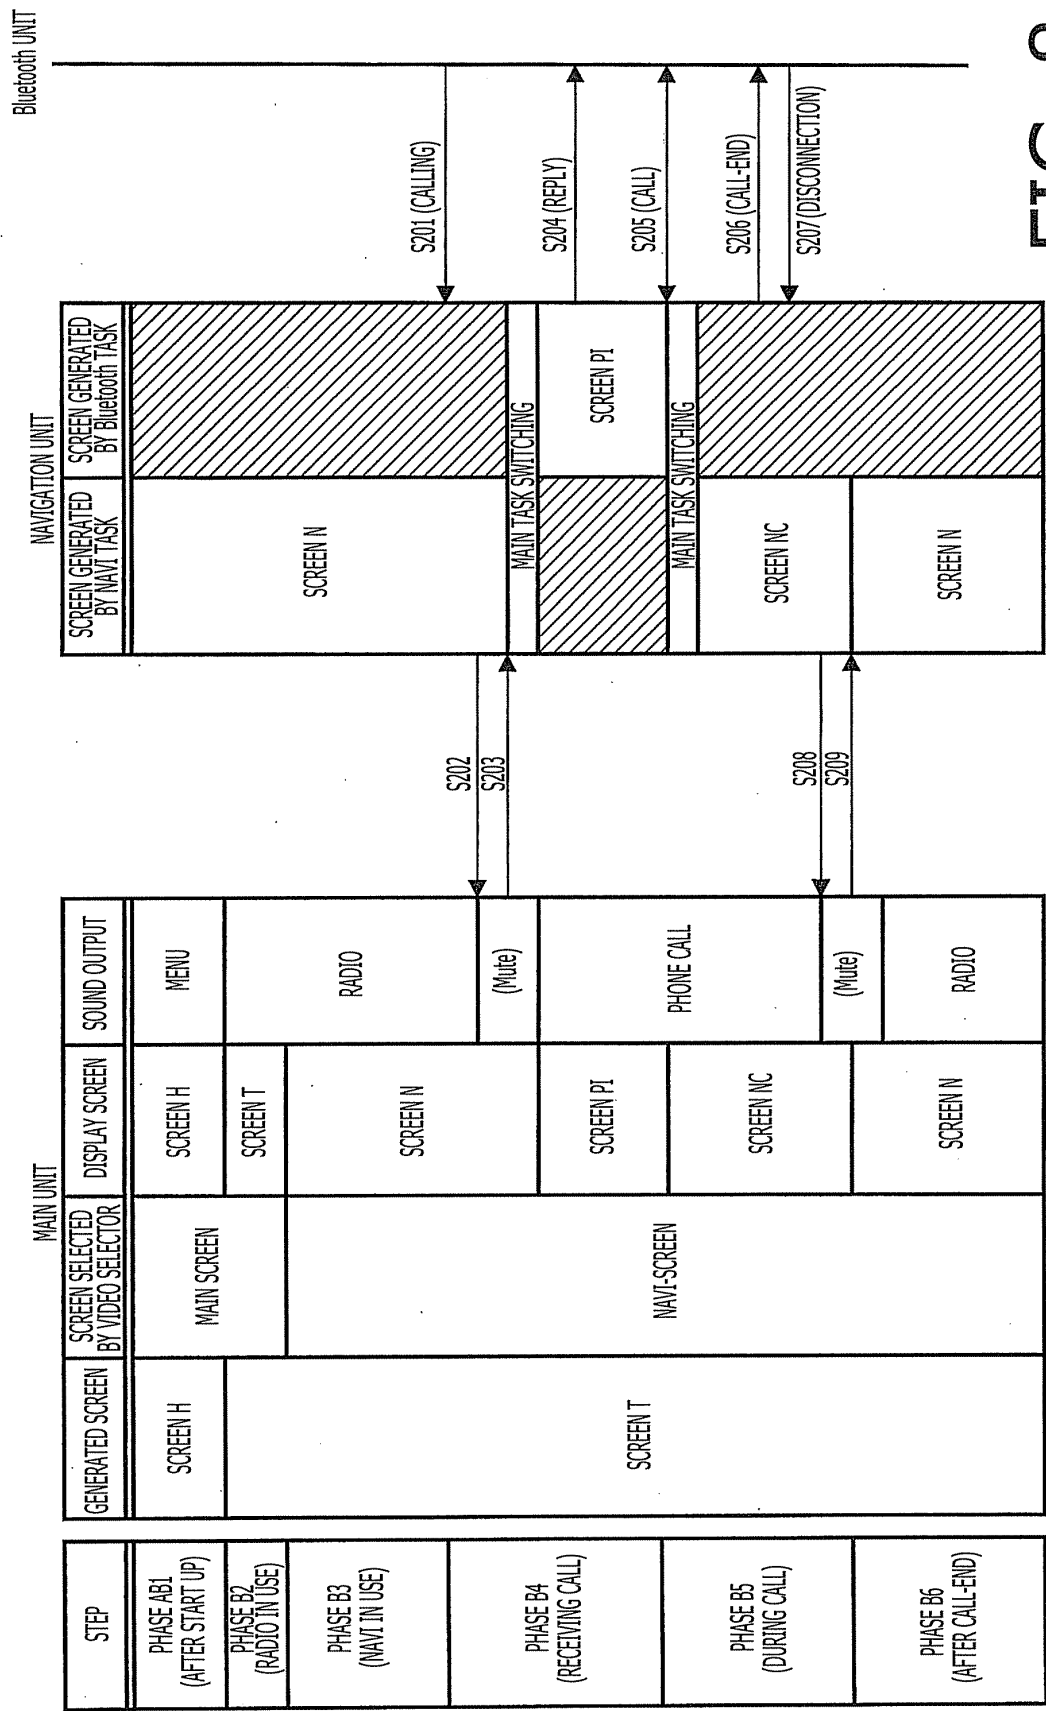 STEP
PHASE AB1
(AFTER START UP)
PHASE B2
(RADIO IN USE)
PHASE B3
(NAVI IN USE)
PHASE B4
(RECEIVING CALL)
PHASE B5
(DURING CALL)
PHASE B6
(AFTER CALL-END)
MAIN UNIT
GENERATED SCREEN
SCREEN H
SCREEN T
SCREEN SELECTED
BY VIDEO SELECTOR
MAIN SCREEN
NAVI-SCREEN
DISPLAY SCREEN
SCREEN H
SCREEN T
SCREEN N
SCREEN PI
SCREEN NC
SCREEN N
SOUND OUTPUT
MENU
RADIO
(Mute)
PHONE CALL
(Mute)
RADIO
S202
S203
S208
S209
NAVIGATION UNIT
SCREEN GENERATED
BY NAVI TASK
SCREEN N
MAIN TASK SWITCHING
MAIN TASK SWITCHING
SCREEN NC
SCREEN N
SCREEN GENERATED
BY Bluetooth TASK
SCREEN PI
S201 (CALLING)
S204 (REPLY)
S205 (CALL)
S206 (CALL-END)
S207 (DISCONNECTION)
Bluetooth UNIT